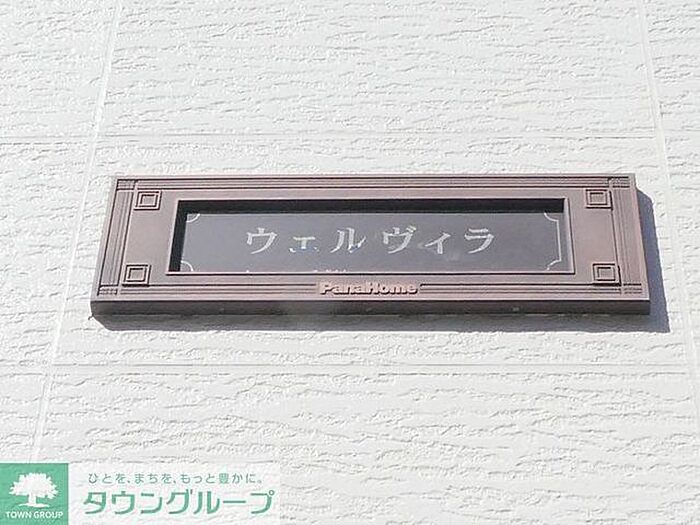 ウェルヴィラ
PanaHome
ひとを、まちを、もっと豊かに。
タウングループ
TOWN GROUP